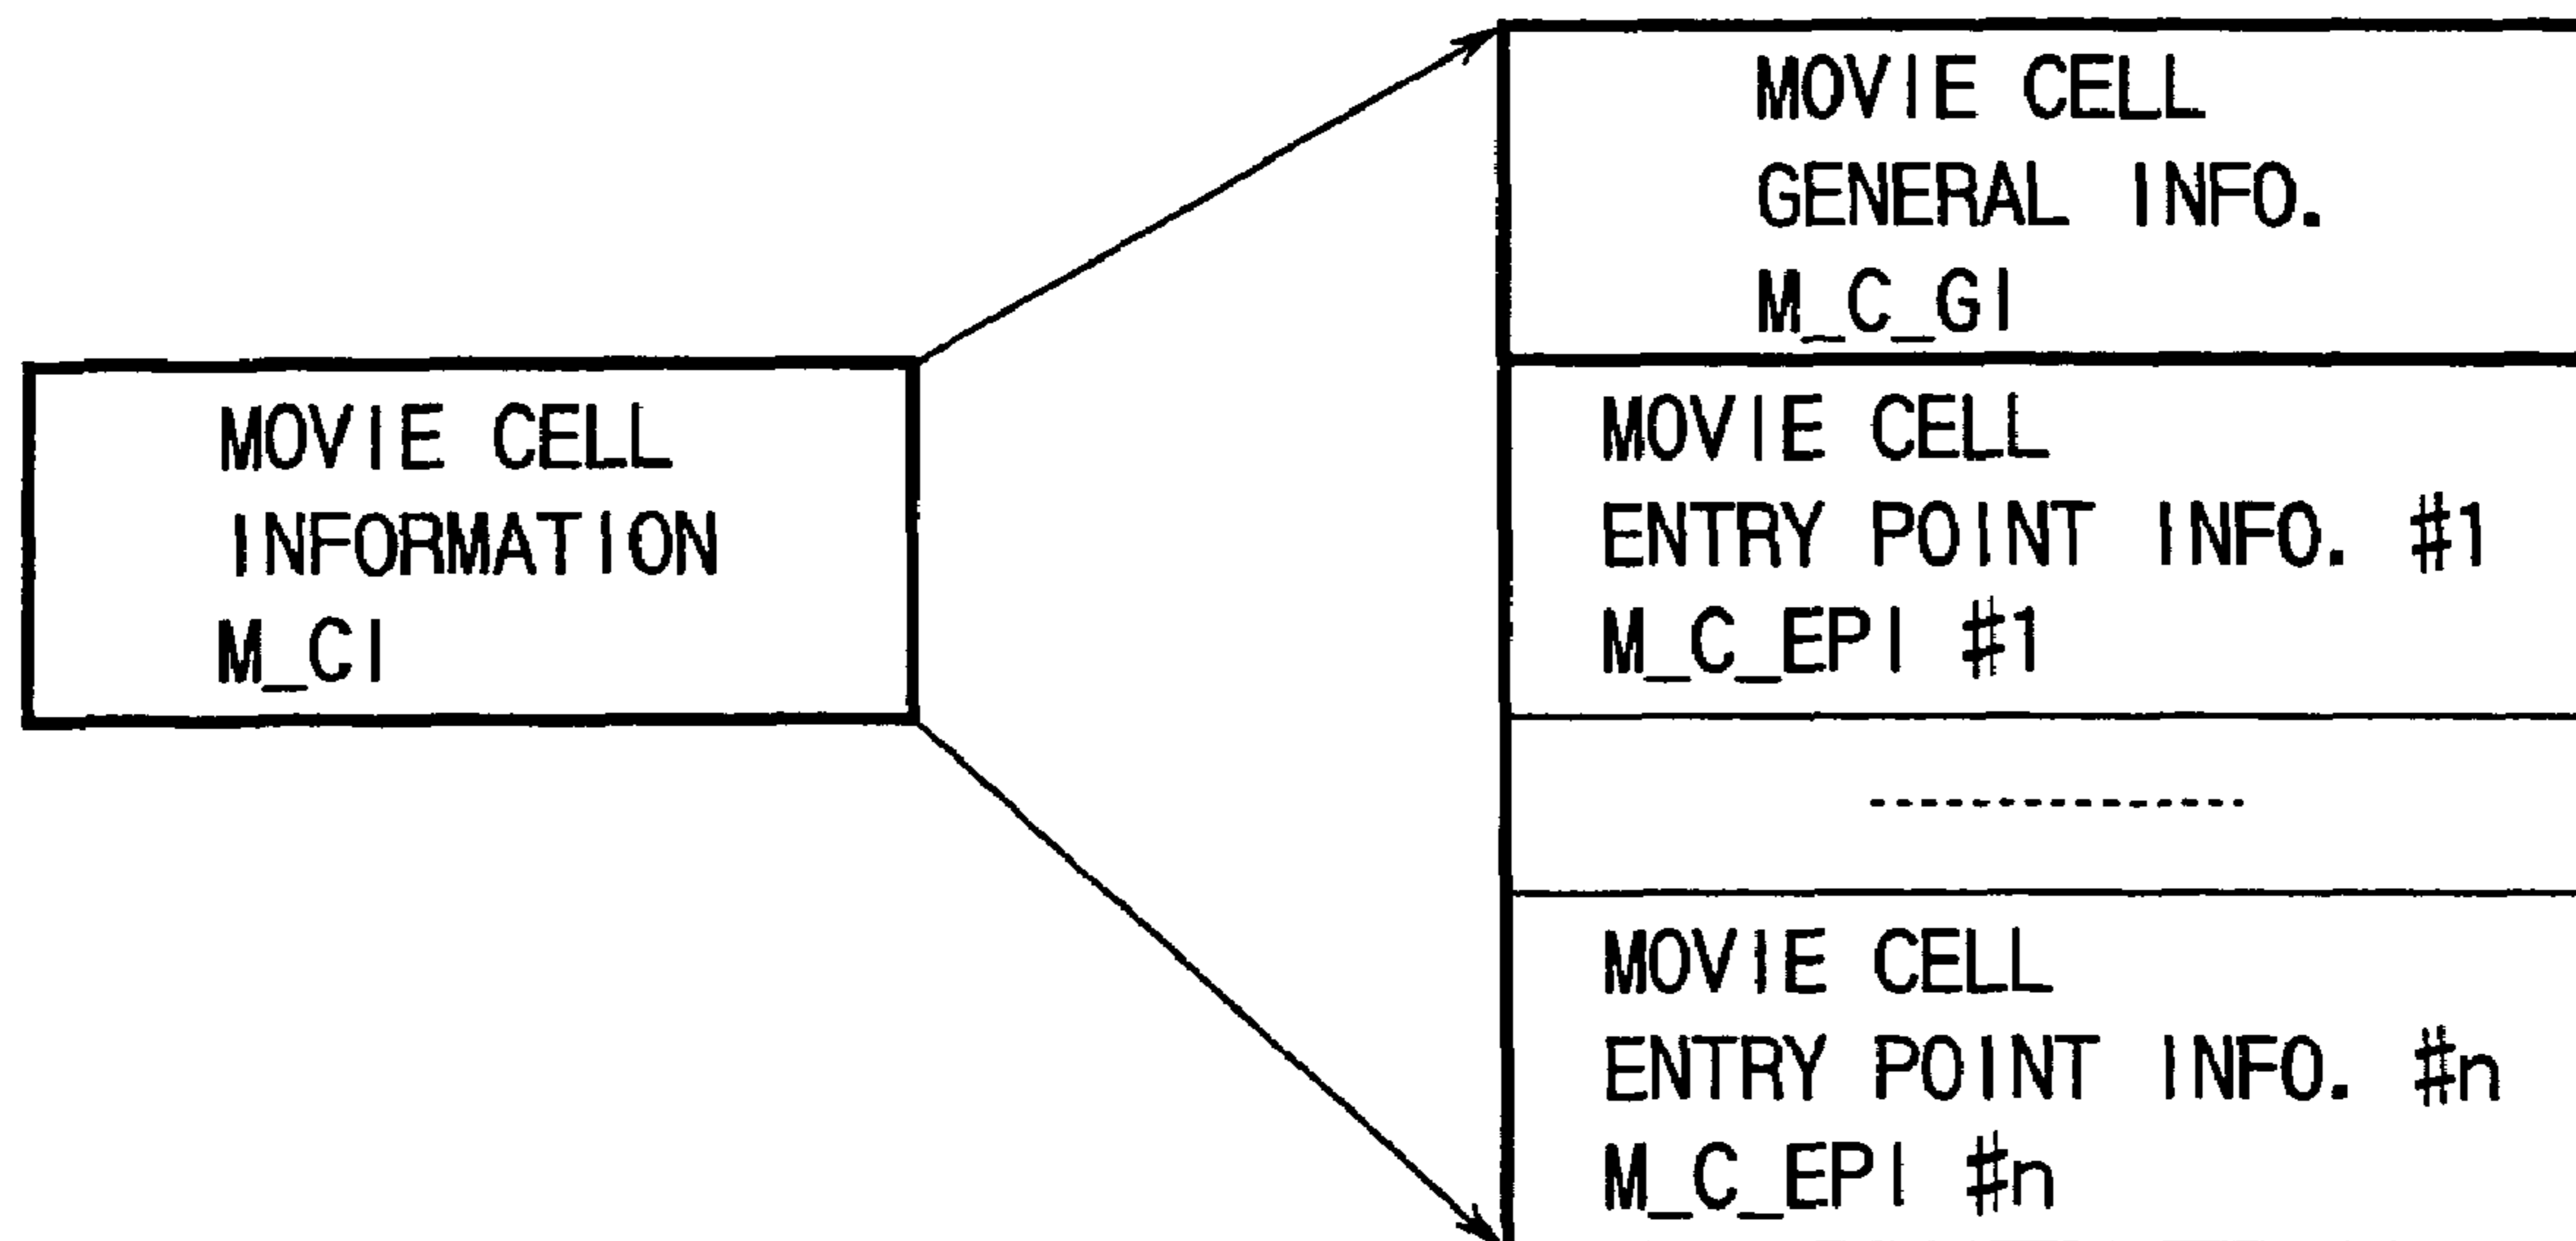 MOVIE CELL
INFORMATION
M_CI
MOVIE CELL
GENERAL INFO.
M_C_GI
MOVIE CELL
ENTRY POINT INFO. #1
M_C_EPI #1
MOVIE CELL
ENTRY POINT INFO. #n
M_C_EPI #n